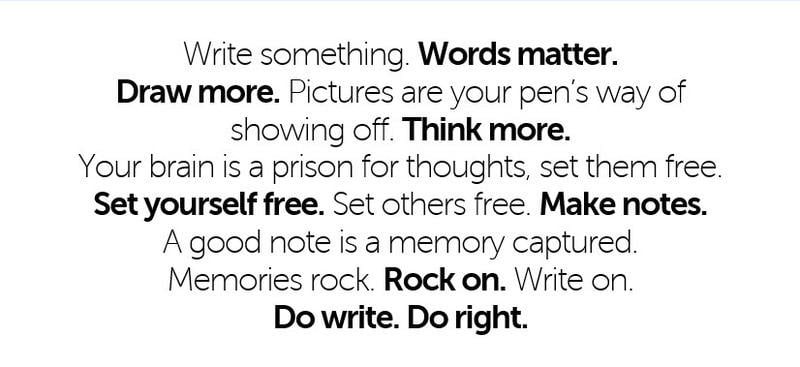 Write something. Words matter.
Draw more. Pictures are your pen’s way of
showing off. Think more.
Your brain is a prison for thoughts, set them free.
Set yourself free. Set others free. Make notes.
A good note is a memory captured.
Memories rock. Rock on. Write on.
Do write. Do right.